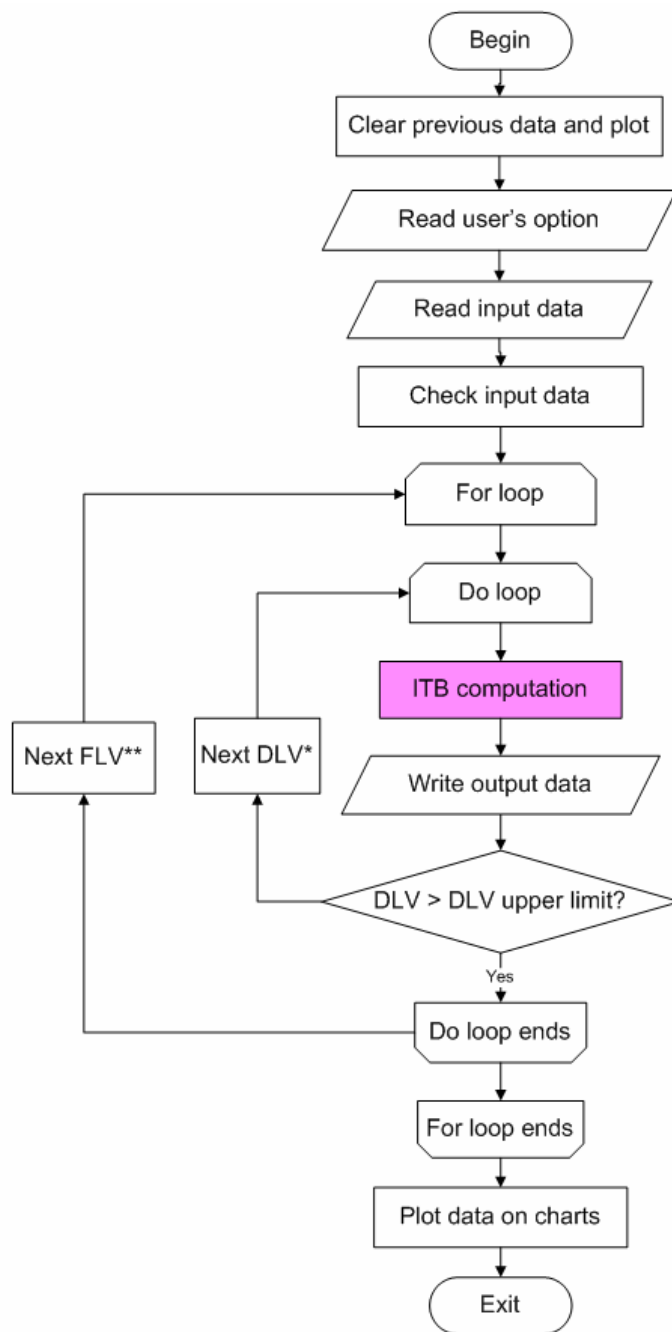 Begin
Clear previous data and plot
Read user's option
Read input data
Check input data
For loop
Do loop
ITB computation
Next FLV**
Next DLV*
Write output data
DLV > DLV upper limit?
Yes
Do loop ends
For loop ends
Plot data on charts
Exit